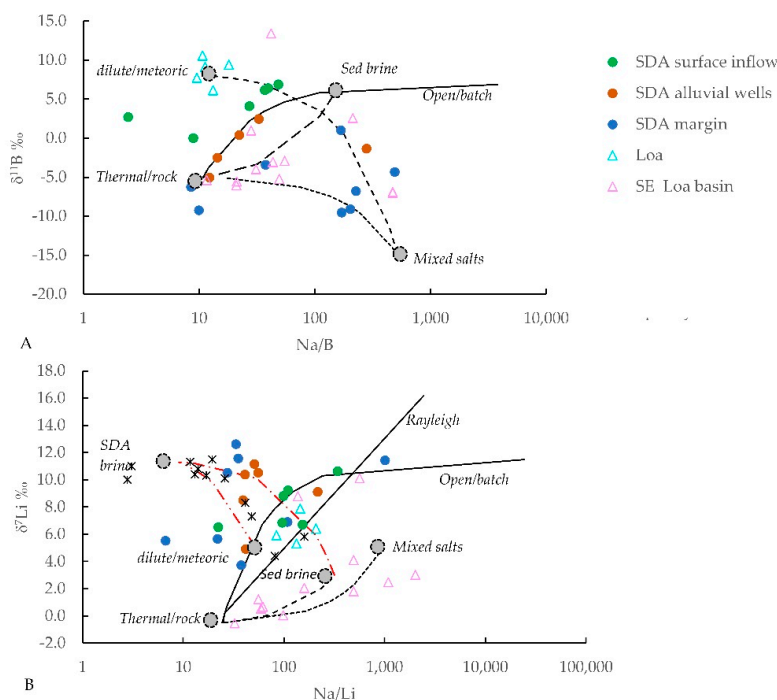 15.0
10.0
5.0
0.0
-5.0
-10.0
-15.0
-20.0
δ¹¹B ‰
dilute/meteoric
Sed brine
Open/batch
Thermal/rock
Mixed salts
1 10 100 1,000 10,000
A
Na/B
SDA surface inflow
SDA alluvial wells
SDA margin
Loa
SE Loa basin
18.0
16.0
14.0
12.0
10.0
8.0
6.0
4.0
2.0
0.0
-2.0
δ⁷Li ‰
Rayleigh
SDA
brine
Open/batch
dilute/meteoric
Mixed salts
Sed brine
Thermal/rock
1 10 100 1,000 10,000 100,000
B
Na/Li